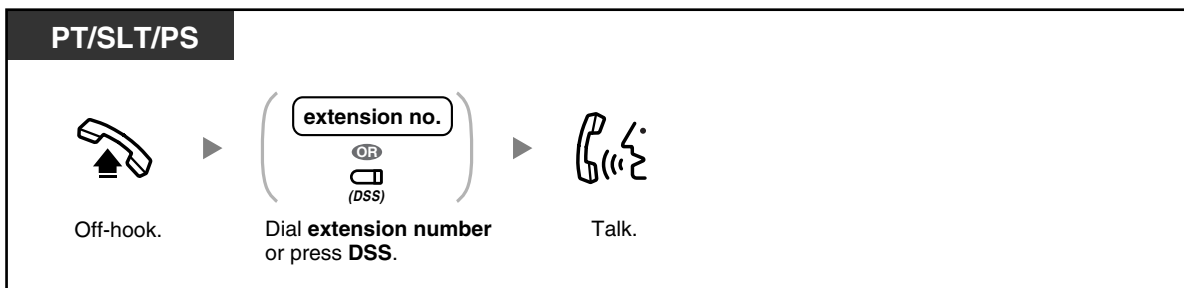 PT/SLT/PS
extension no.
OR
(DSS)
Off-hook.
Dial extension number
or press DSS.
Talk.